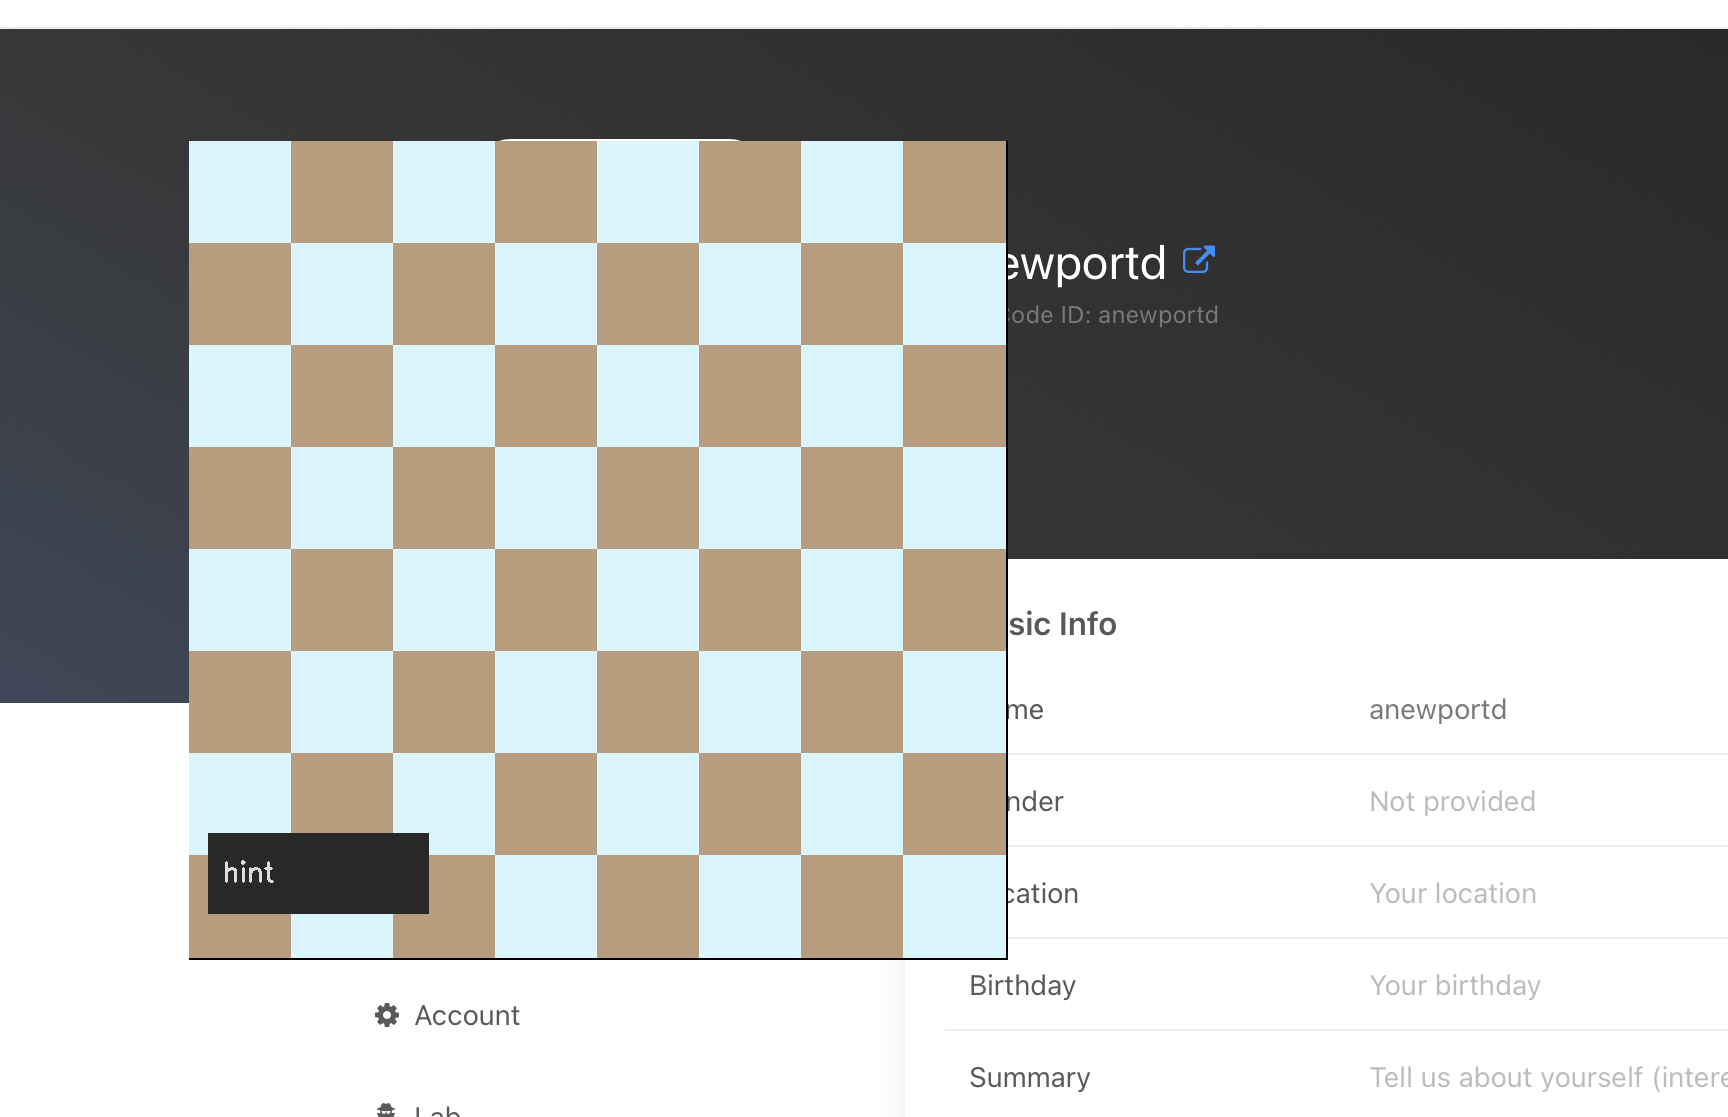 ewportd
ode ID: anewportd
sic Info
me
anewportd
nder
Not provided
cation
Your location
hint
Birthday
Your birthday
Account
Summary
Tell us about yourself (intere
Lab